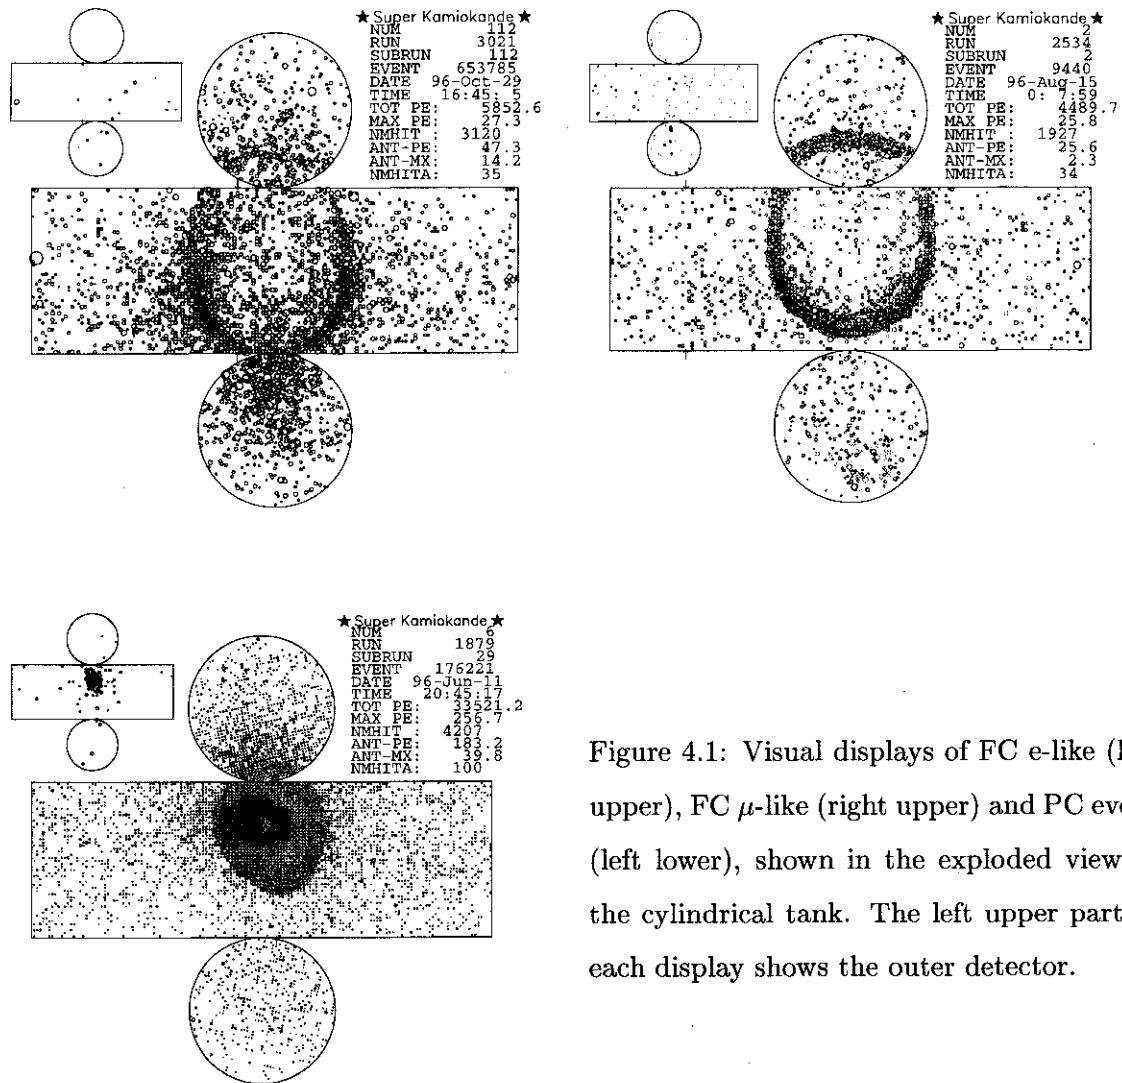 ★ Super Kamiokande ★
NUM 112
RUN 3021
SUBRUN 112
EVENT 653785
DATE 96-Oct-29
TIME 16:45: 5
TOT PE: 5852.6
MAX PE: 27.3
NMHIT : 3120
ANT-PE: 47.3
ANT-MX: 14.2
NMHITA: 35
★ Super Kamiokande ★
NUM 2
RUN 2534
SUBRUN 2
EVENT 9440
DATE 96-Aug-15
TIME 0: 7:59
TOT PE: 4489.7
MAX PE: 25.8
NMHIT : 1927
ANT-PE: 25.6
ANT-MX: 2.3
NMHITA: 34
★ Super Kamiokande ★
NUM 6
RUN 1879
SUBRUN 29
EVENT 176221
DATE 96-Jun-11
TIME 20:45:17
TOT PE: 33521.2
MAX PE: 256.7
NMHIT : 4207
ANT-PE: 183.2
ANT-MX: 39.8
NMHITA: 100
Figure 4.1: Visual displays of FC e-like
upper), FC μ-like (right upper) and PC
(left lower), shown in the exploded view
the cylindrical tank. The left upper part
each display shows the outer detector.